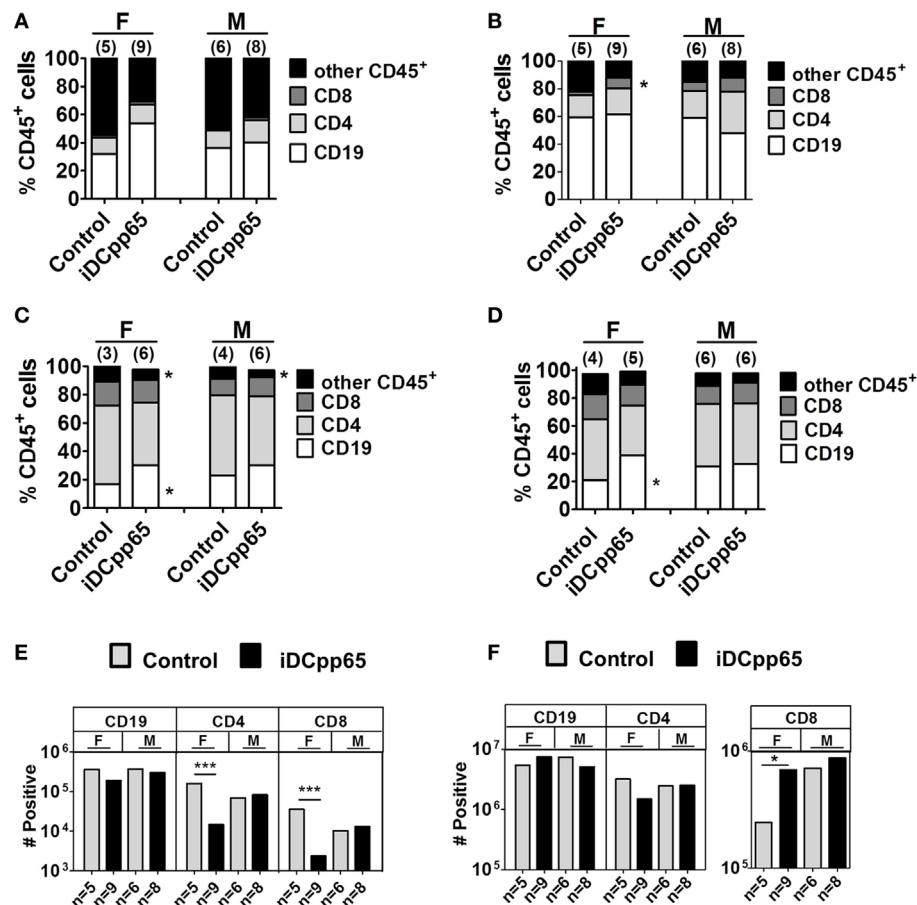 A
F M
(5) (9) (6) (8)
% CD45+ cells
100
80
60
40
20
0
Control iDCpp65 Control iDCpp65
other CD45+
CD8
CD4
CD19
B
F M
(5) (9) (6) (8)
% CD45+ cells
100
80
60
40
20
0
*
Control iDCpp65 Control iDCpp65
other CD45+
CD8
CD4
CD19
C
F M
(3) (6) (4) (6)
% CD45+ cells
100
80
60
40
20
0
* *
*
Control iDCpp65 Control iDCpp65
other CD45+
CD8
CD4
CD19
D
F M
(4) (5) (6) (6)
% CD45+ cells
100
80
60
40
20
0
*
Control iDCpp65 Control iDCpp65
other CD45+
CD8
CD4
CD19
E
Control iDCpp65
CD19 CD4 CD8
F M F M F M
# Positive
10^6
10^5
10^4
10^3
*** ***
n=5 n=9 n=6 n=8 n=5 n=9 n=6 n=8 n=5 n=9 n=6 n=8
F
Control iDCpp65
CD19 CD4 CD8
F M F M F M
# Positive
10^7
10^6
10^5
10^6
10^5
*
n=5 n=9 n=6 n=8 n=5 n=9 n=6 n=8 n=5 n=9 n=6 n=8